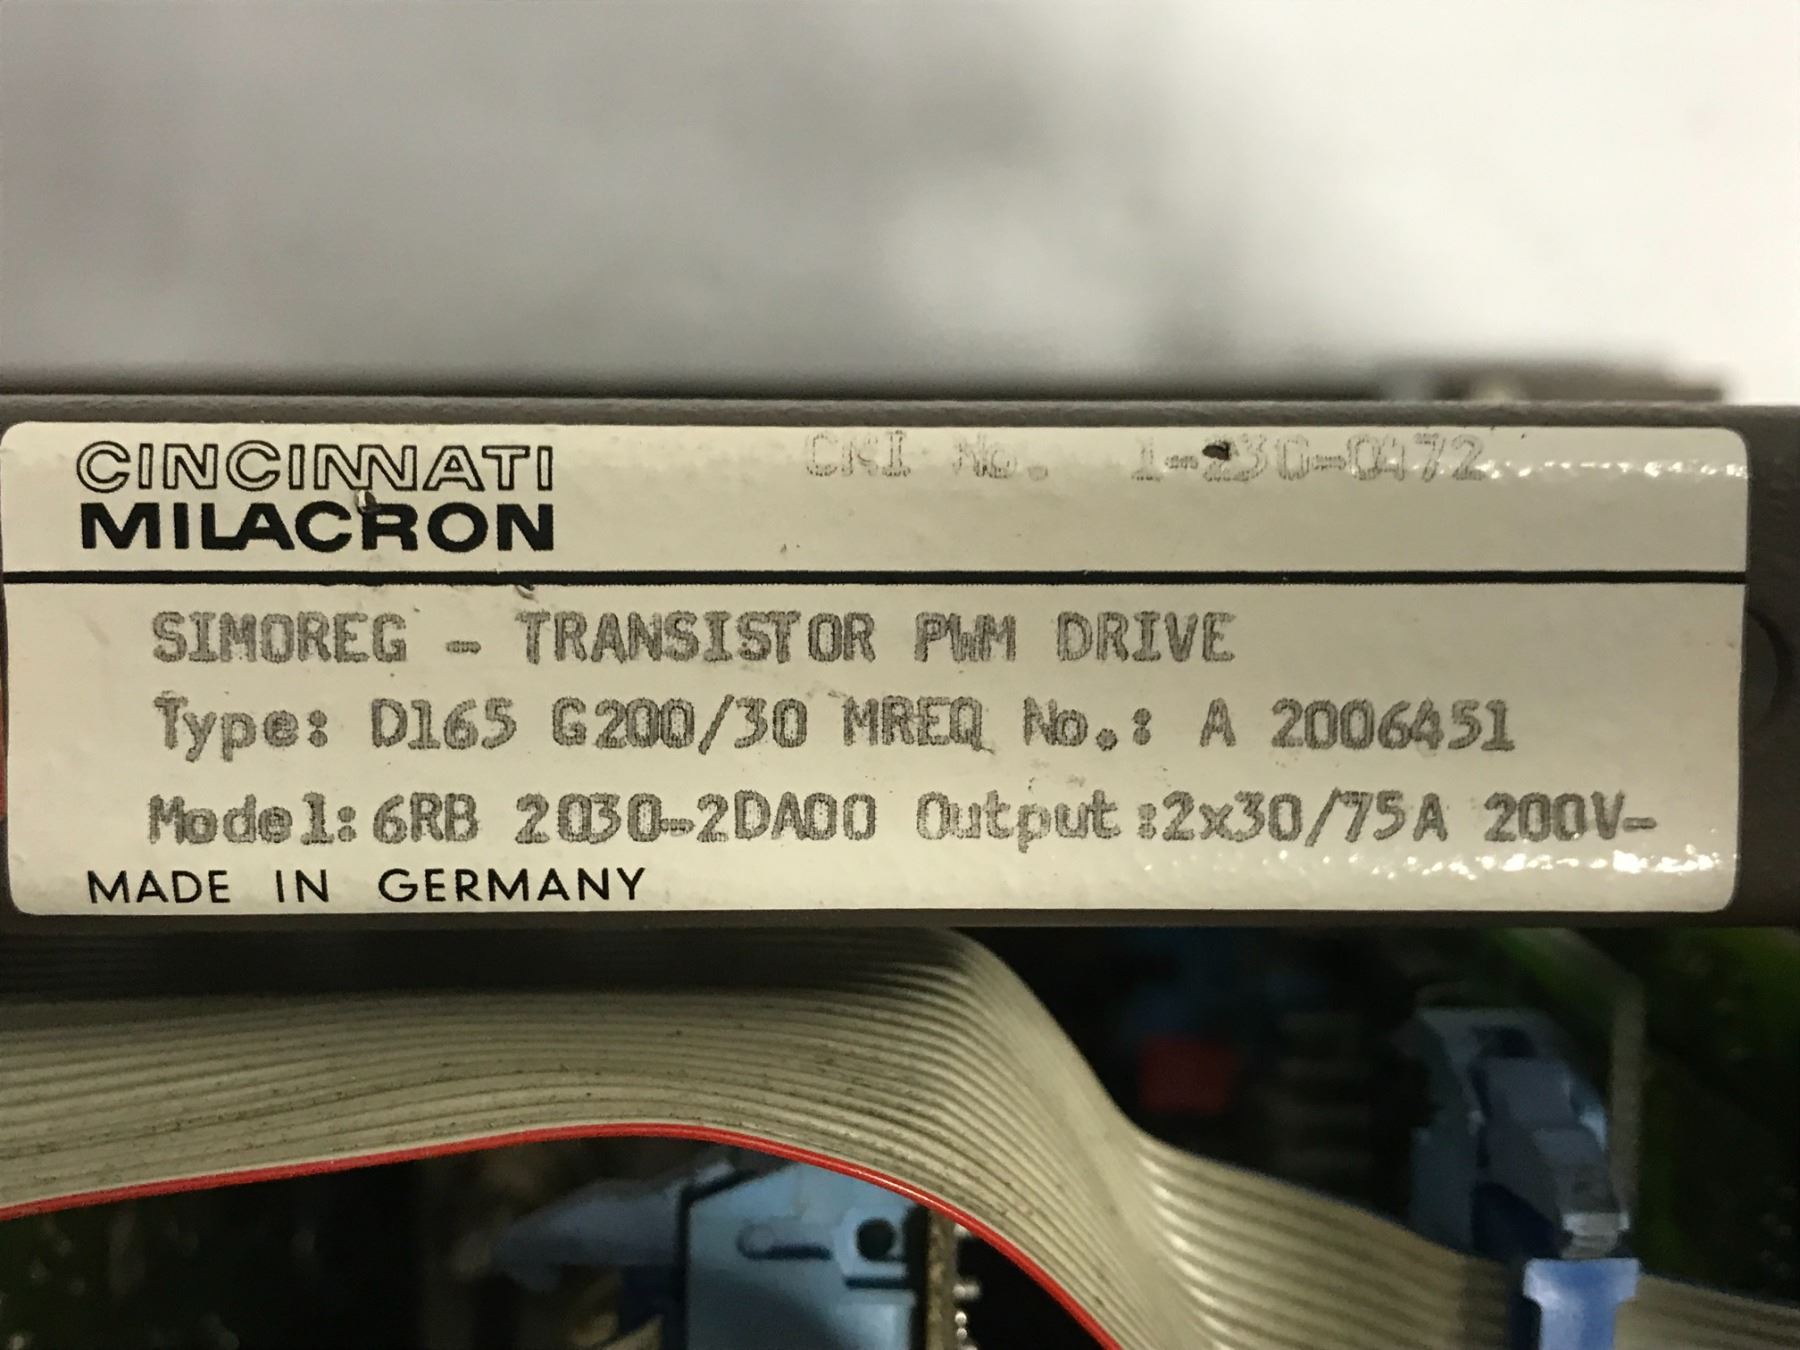 CINCINNATI
MILACRON
CMI No. 1-230-0472
SIMOREG - TRANSISTOR PWM DRIVE
Type: D165 G200/30 MREQ No.: A 2006451
Model:6RB 2030-2DA00 Output:2x30/75A 200V-
MADE IN GERMANY